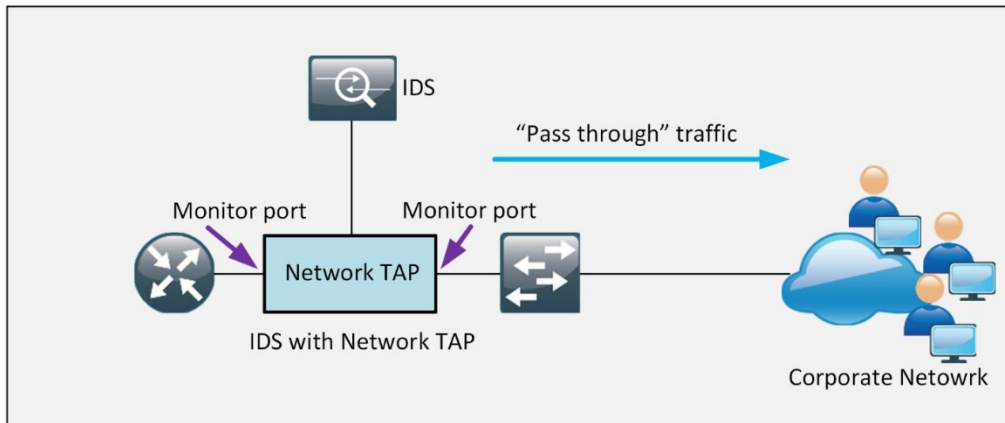 IDS
“Pass through” traffic
Monitor port
Monitor port
Network TAP
IDS with Network TAP
Corporate Netowrk